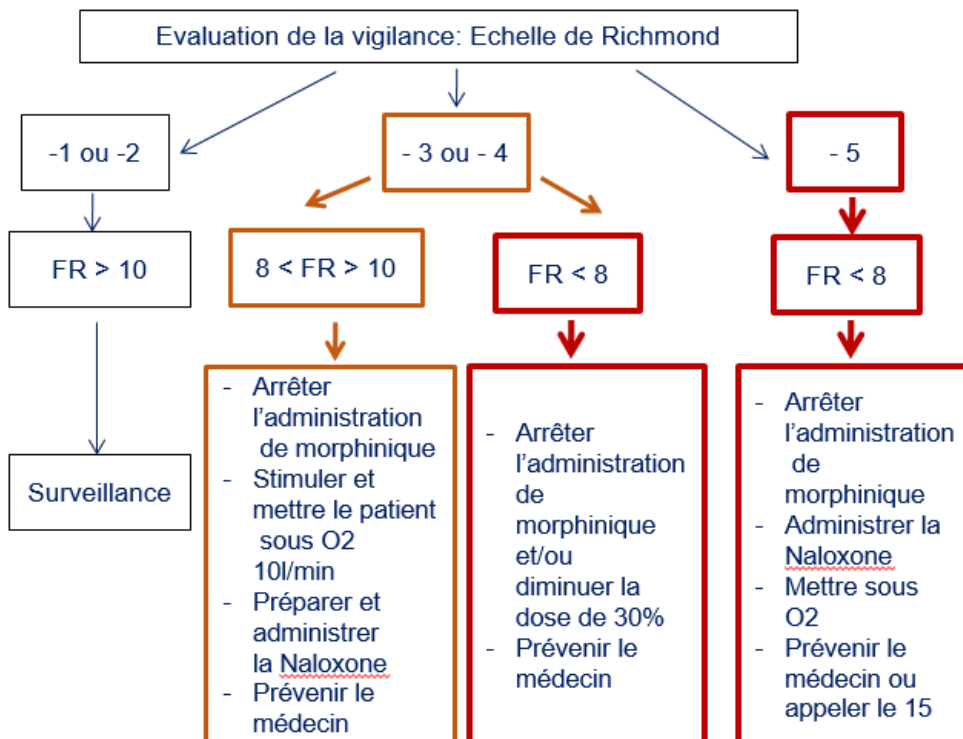 Evaluation de la vigilance: Echelle de Richmond
-1 ou -2
- 3 ou - 4
- 5
FR > 10
8 < FR > 10
FR < 8
FR < 8
Surveillance
- Arrêter
l'administration
de morphinique
- Stimuler et
mettre le patient
sous O2
10l/min
- Préparer et
administrer
la Naloxone
- Prévenir le
médecin
- Arrêter
l'administration
de
morphinique
et/ou
diminuer la
dose de 30%
- Prévenir le
médecin
- Arrêter
l'administration
de
morphinique
- Administrer la
Naloxone
- Mettre sous
O2
- Prévenir le
médecin ou
appeler le 15